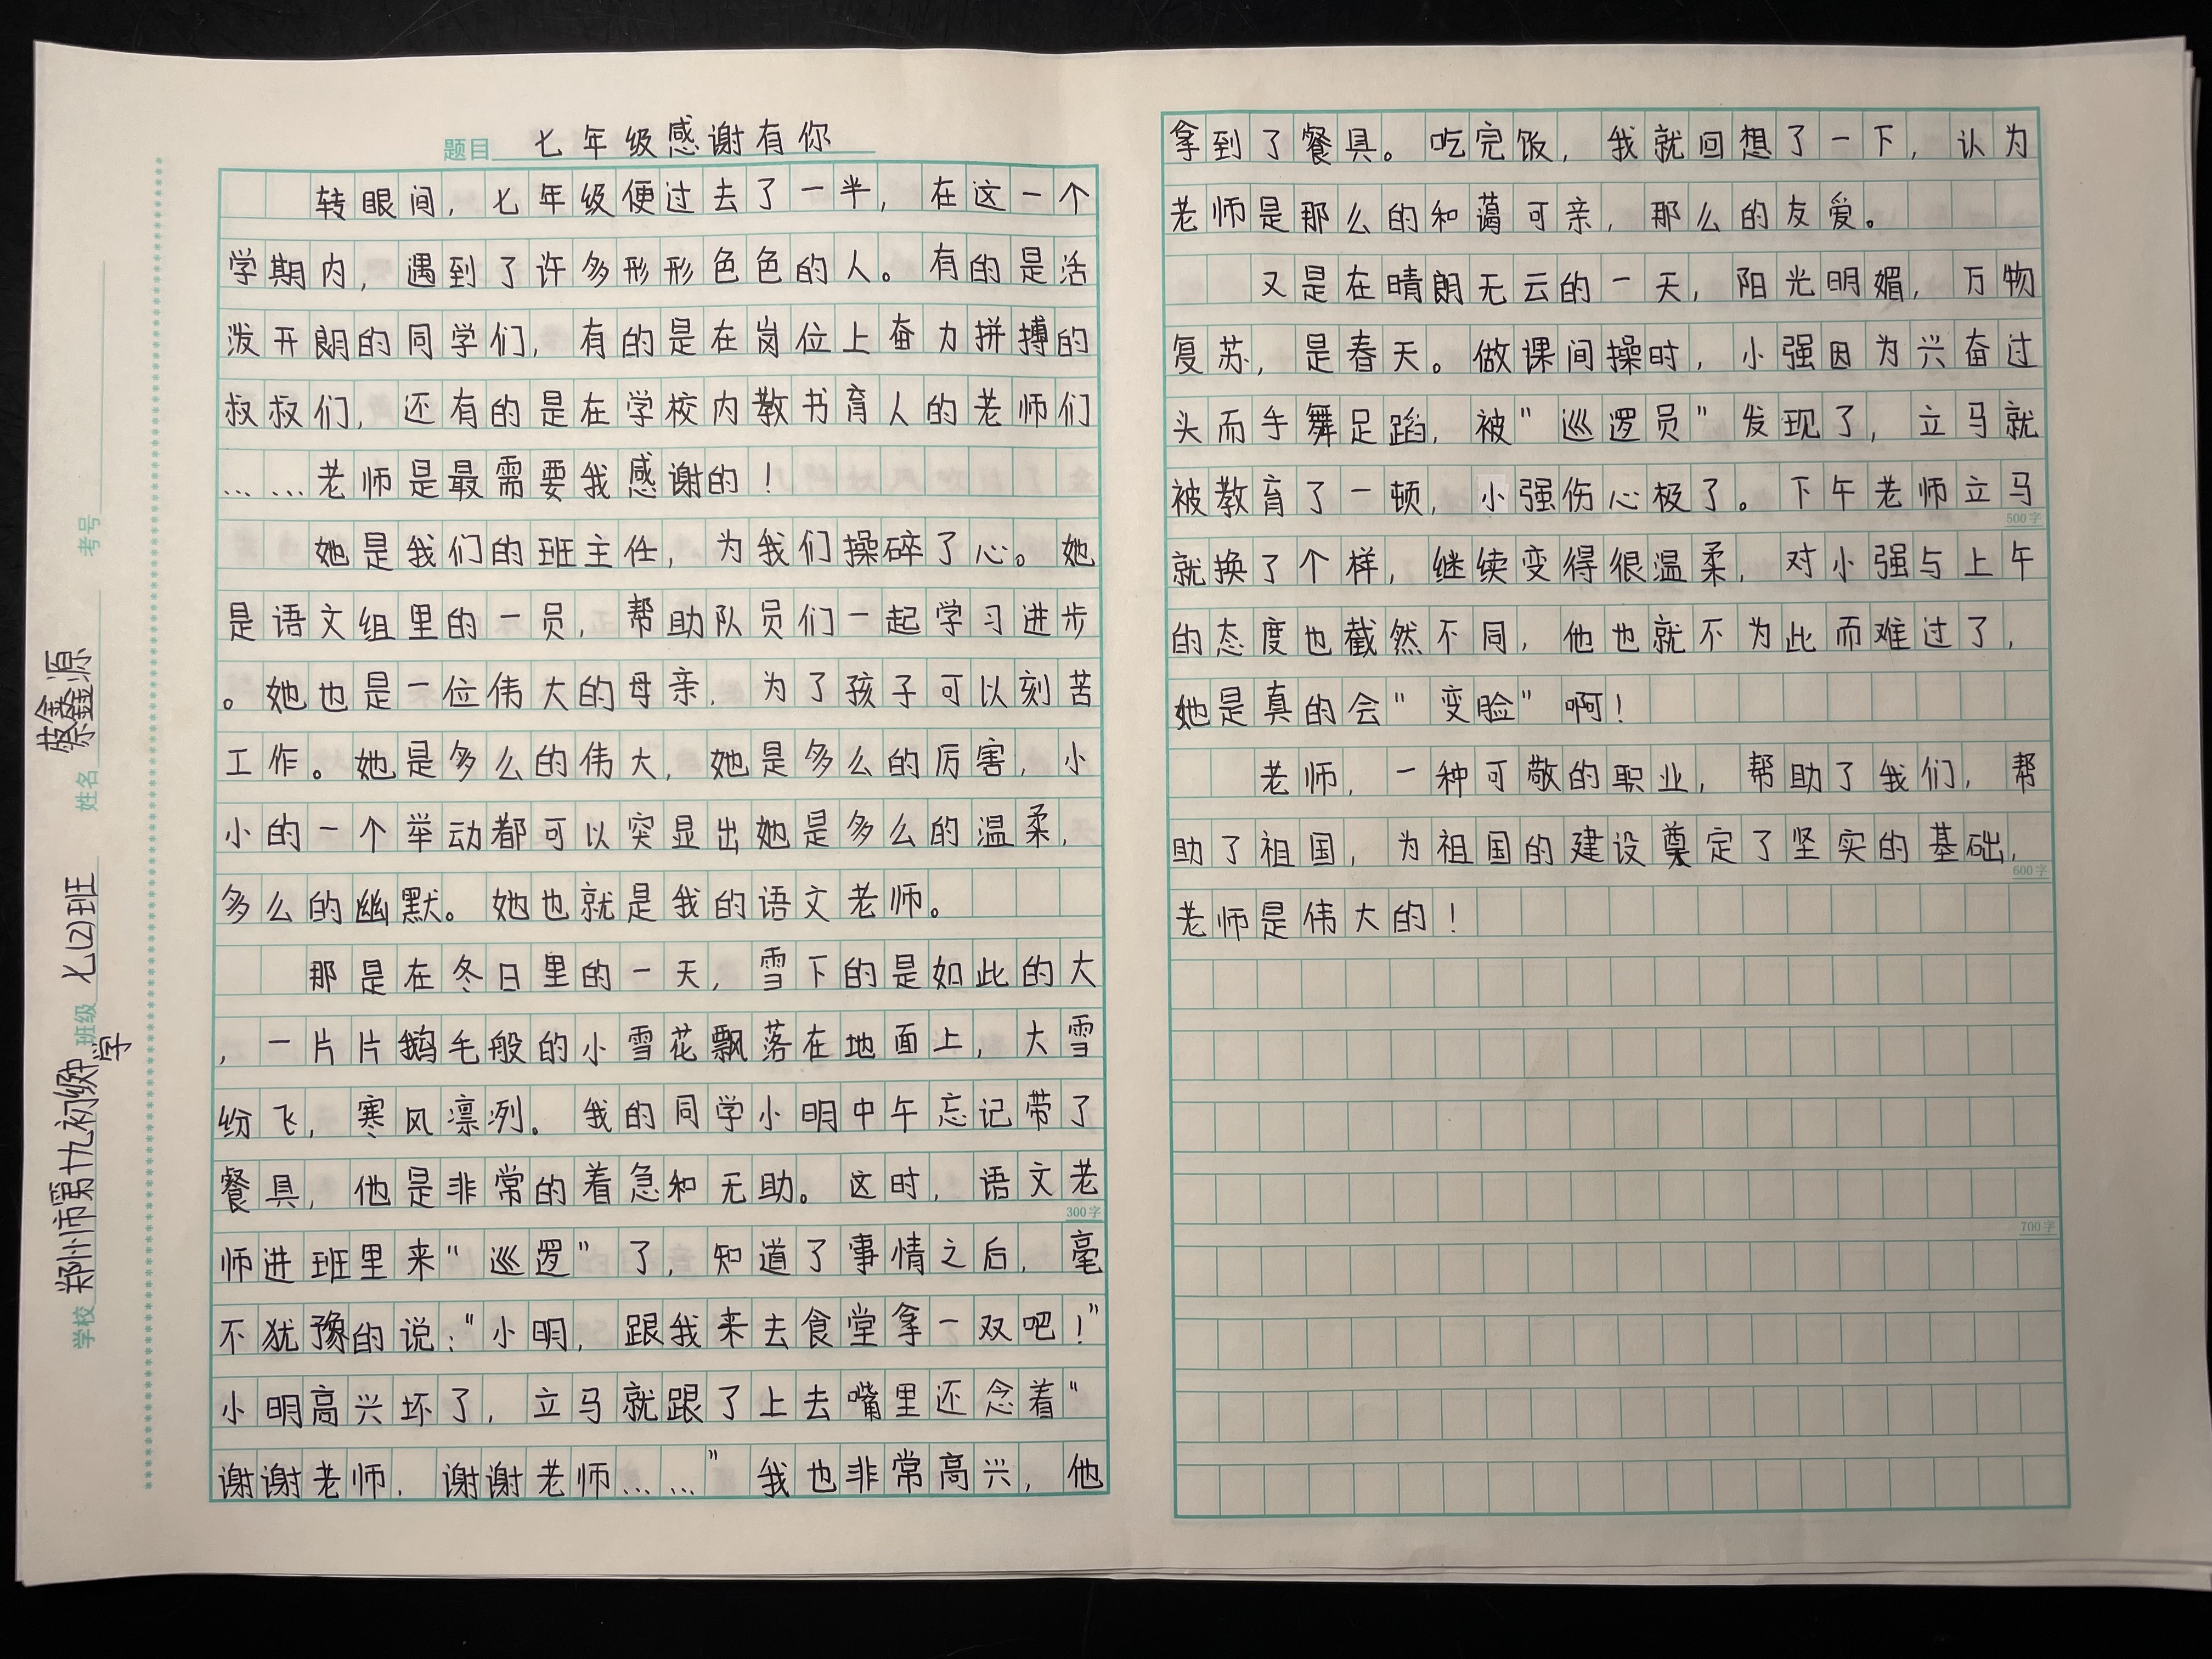 题目 七年级感谢有你
转眼间，七年级便过去了一半，在这一个
学期内，遇到了许多形形色色的人。有的是活
泼开朗的同学们，有的是在岗位上奋力拼搏的
叔叔们，还有的是在学校内教书育人的老师们
……老师是最需要我感谢的！
她是我们的班主任，为我们操碎了心。她
是语文组里的一员，帮助队员们一起学习进步
。她也是一位伟大的母亲，为了孩子可以刻苦
工作。她是多么的伟大，她是多么的厉害，小
小的一个举动都可以突显出她是多么的温柔，
多么的幽默。她也就是我的语文老师。
那是在冬日里的一天，雪下的是如此的大
，一片片鹅毛般的小雪花飘落在地面上，大雪
纷飞，寒风凛冽。我的同学小明中午忘记带了
餐具，他是非常的着急和无助。这时，语文老
300字
师进班里来"巡逻"了，知道了事情之后，毫
不犹豫的说："小明，跟我来去食堂拿一双吧！"
小明高兴坏了，立马就跟了上去嘴里还念着"
谢谢老师，谢谢老师……"我也非常高兴，他
拿到了餐具。吃完饭，我就回想了一下，认为
老师是那么的和蔼可亲，那么的友爱。
又是在晴朗无云的一天，阳光明媚，万物
复苏，是春天。做课间操时，小强因为兴奋过
头而手舞足蹈，被"巡逻员"发现了，立马就
被教育了一顿，小强伤心极了。下午老师立马
500字
就换了个样，继续变得很温柔，对小强与上午
的态度也截然不同，他也就不为此而难过了，
她是真的会"变脸"啊！
老师，一种可敬的职业，帮助了我们，帮
助了祖国，为祖国的建设奠定了坚实的基础，
600字
老师是伟大的！
700字
学校 郑州市第十九初级中学 班级 七(2)班 姓名 蔡鑫源 考号